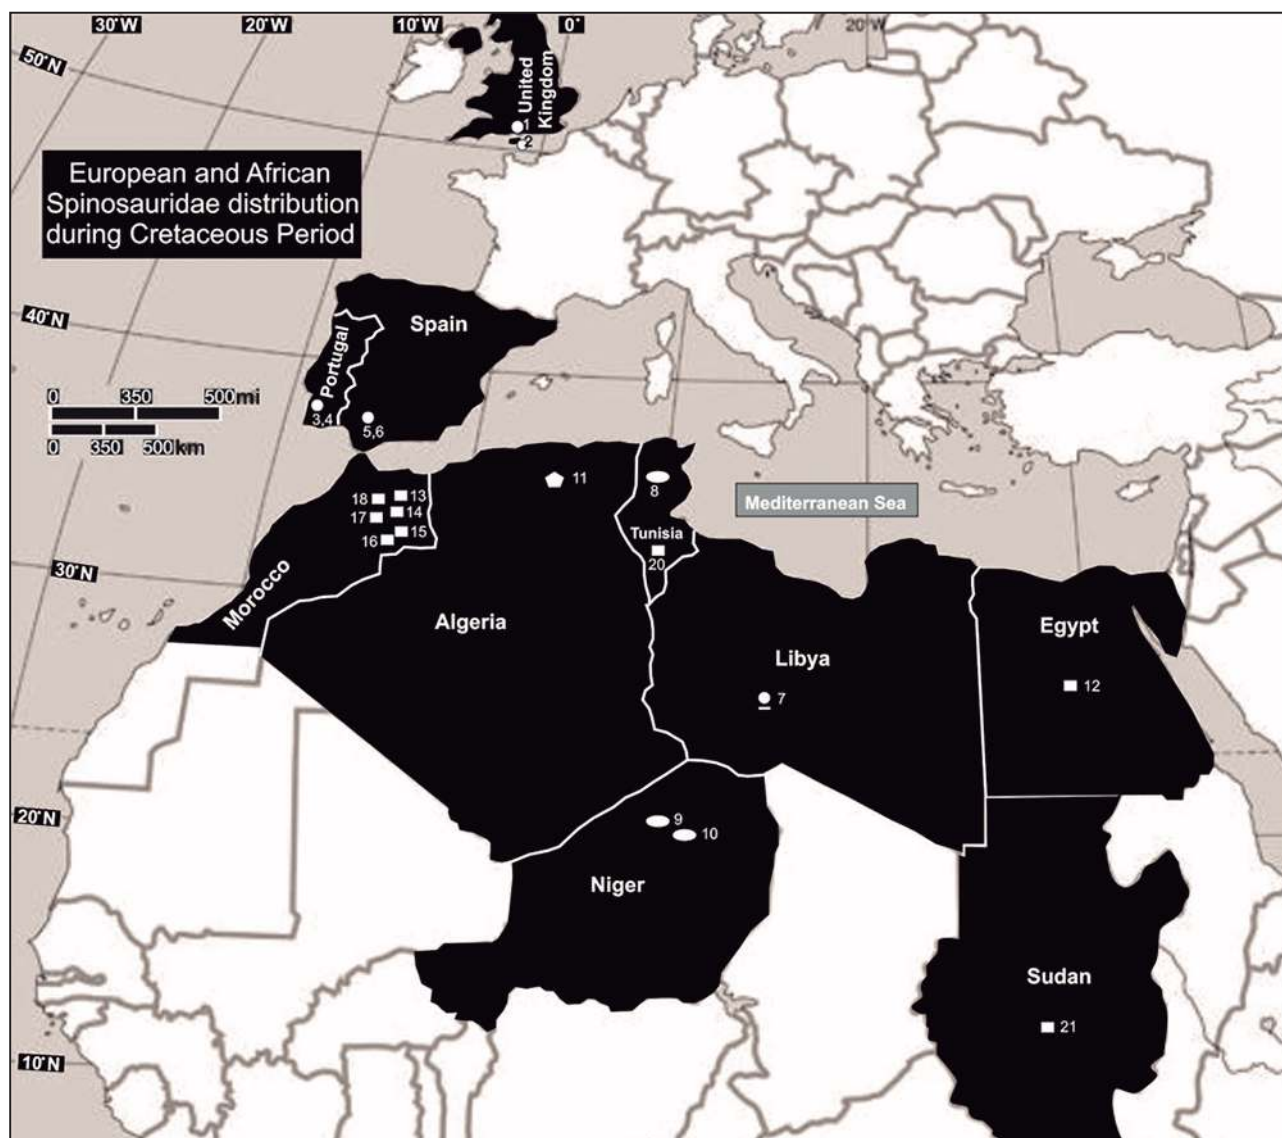 30°W
20°W
10°W
0°
20°W
50°N
United
Kingdom
1
2
European and African
Spinosauridae distribution
during Cretaceous Period
40°N
Spain
Portugal
0 350 500mi
0 350 500km
3,4
5,6
Mediterranean Sea
11
8
18
13
17
14
16
15
Tunisia
20
30°N
Morocco
Algeria
Libya
Egypt
7
12
20°N
9
10
Niger
Sudan
21
10°N